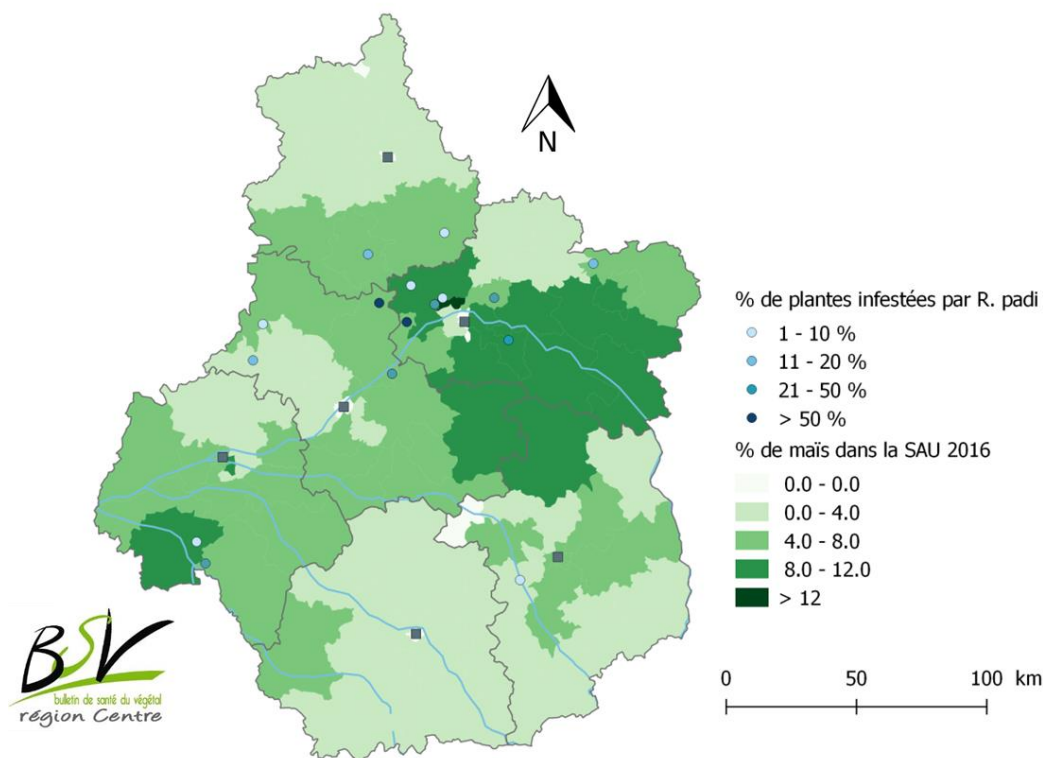 N
% de plantes infestées par R. padi
1 - 10 %
11 - 20 %
21 - 50 %
> 50 %
% de maïs dans la SAU 2016
0.0 - 0.0
0.0 - 4.0
4.0 - 8.0
8.0 - 12.0
> 12
0 50 100 km
BSV
bulletin de santé du végétal
région Centre